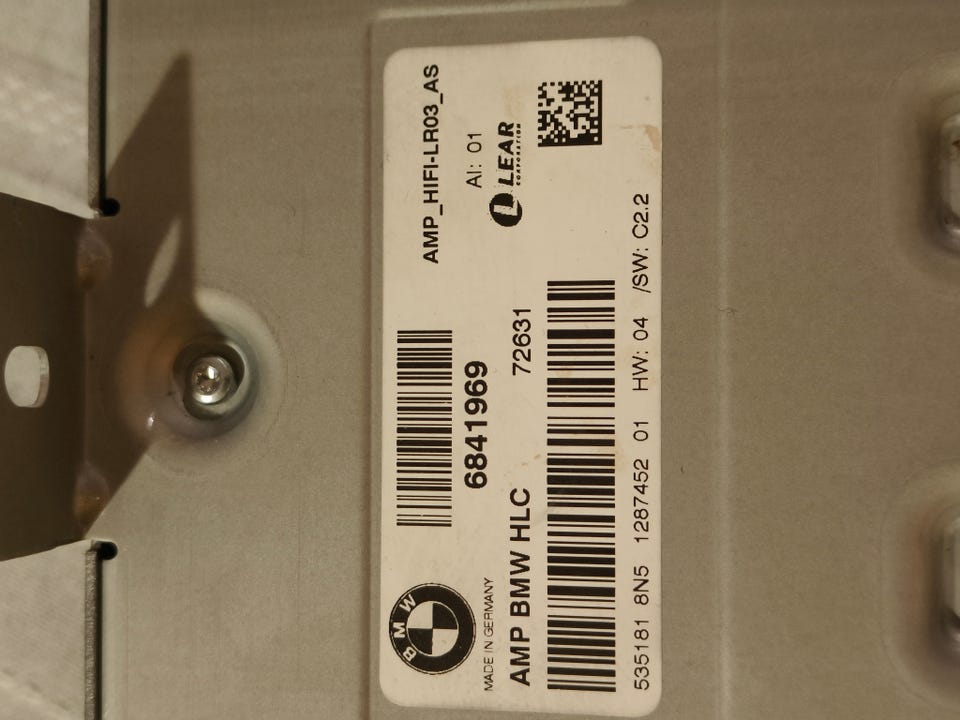 BMW
MADE IN GERMANY
6841969
AMP_HIFI-LR03_AS
AI: 01
LEAR
CORPORATION
AMP BMW HLC 72631
535181 8N5 1287452 01 HW: 04 /SW: C2.2